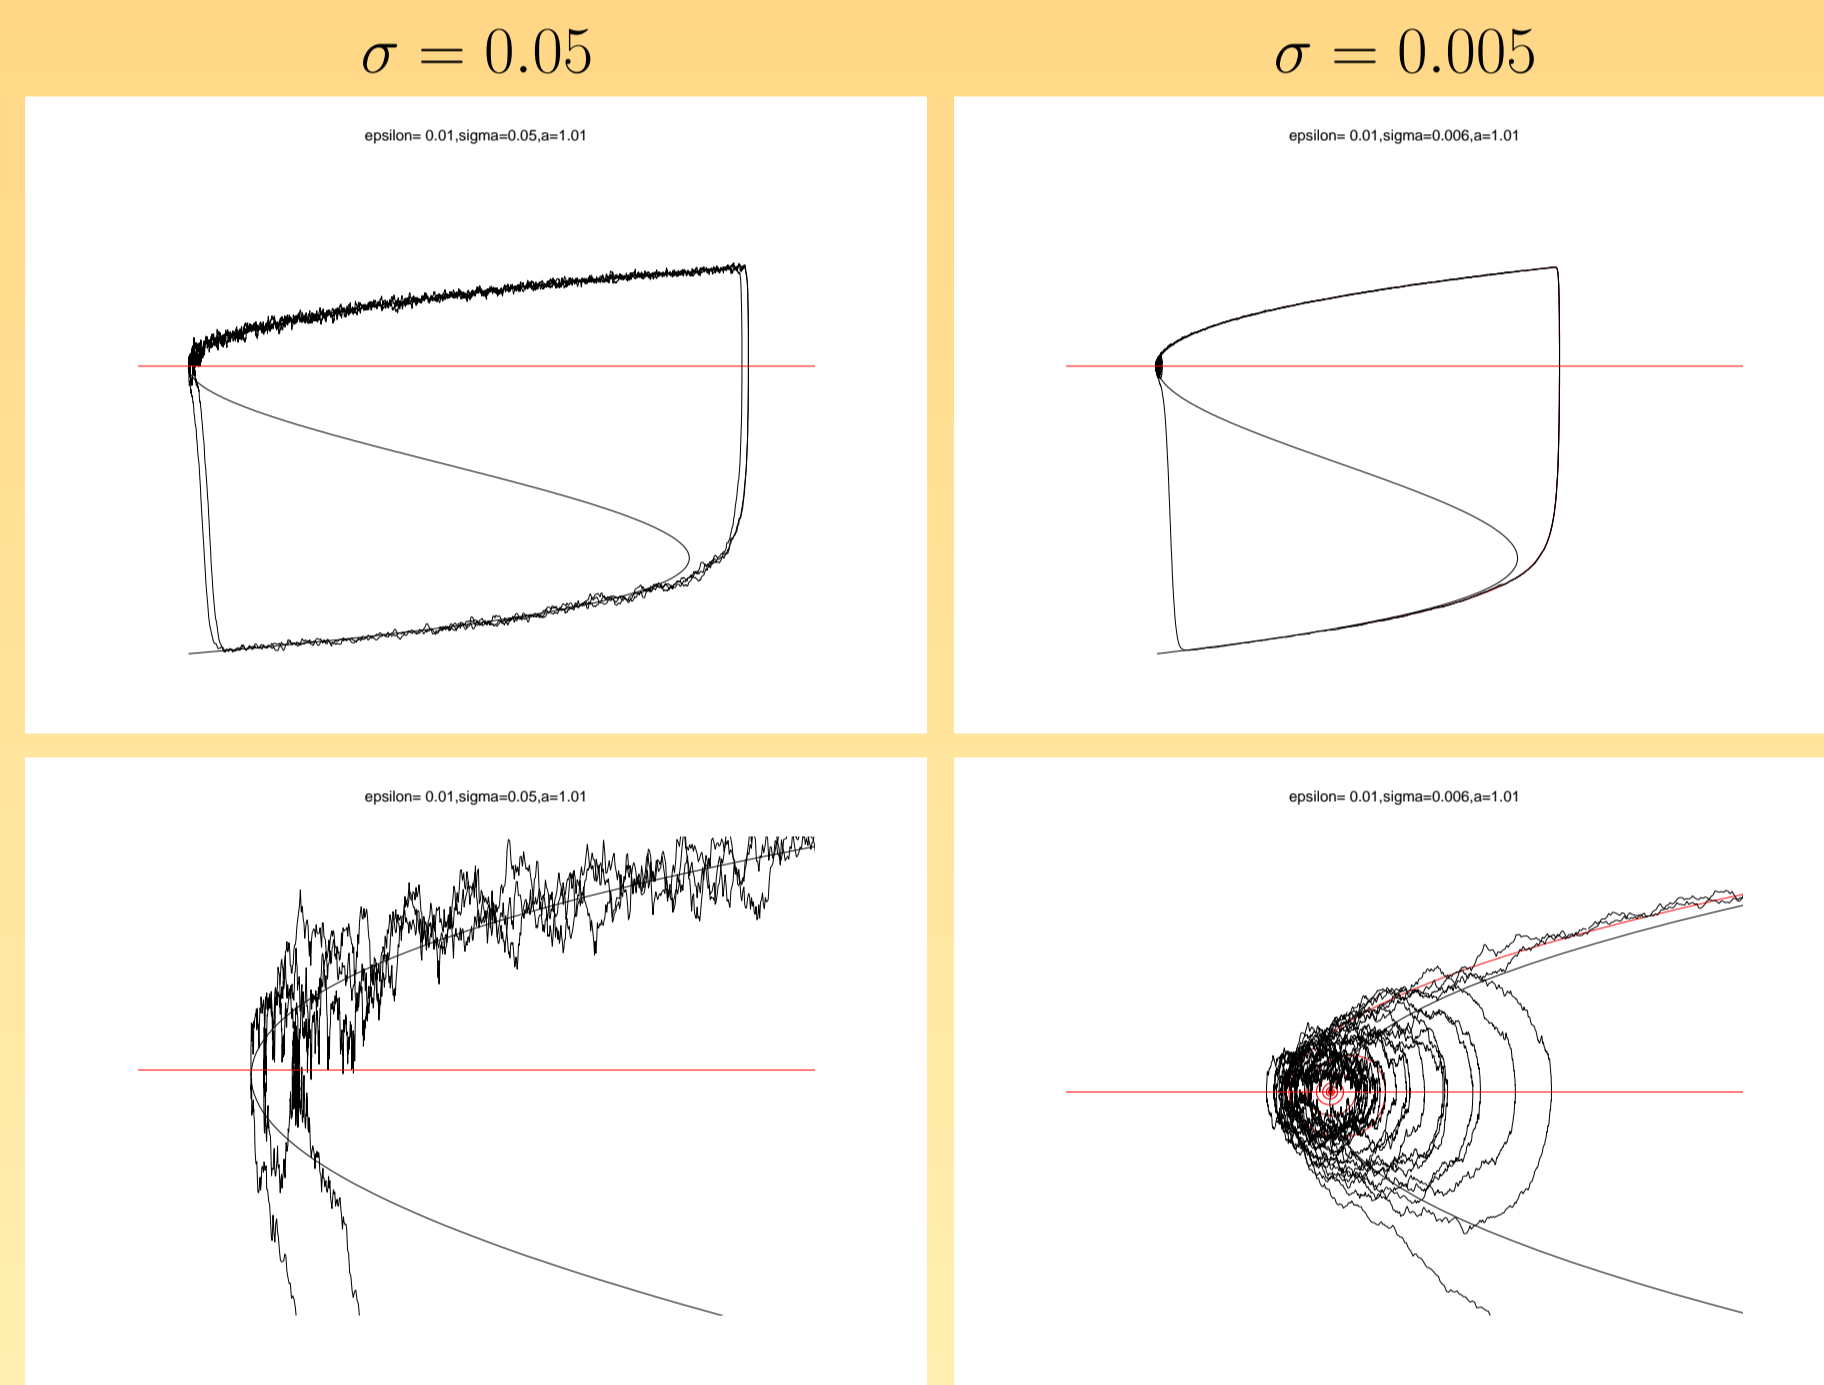 σ = 0.05
σ = 0.005
epsilon= 0.01,sigma=0.05,a=1.01
epsilon= 0.01,sigma=0.006,a=1.01
epsilon= 0.01,sigma=0.05,a=1.01
epsilon= 0.01,sigma=0.006,a=1.01